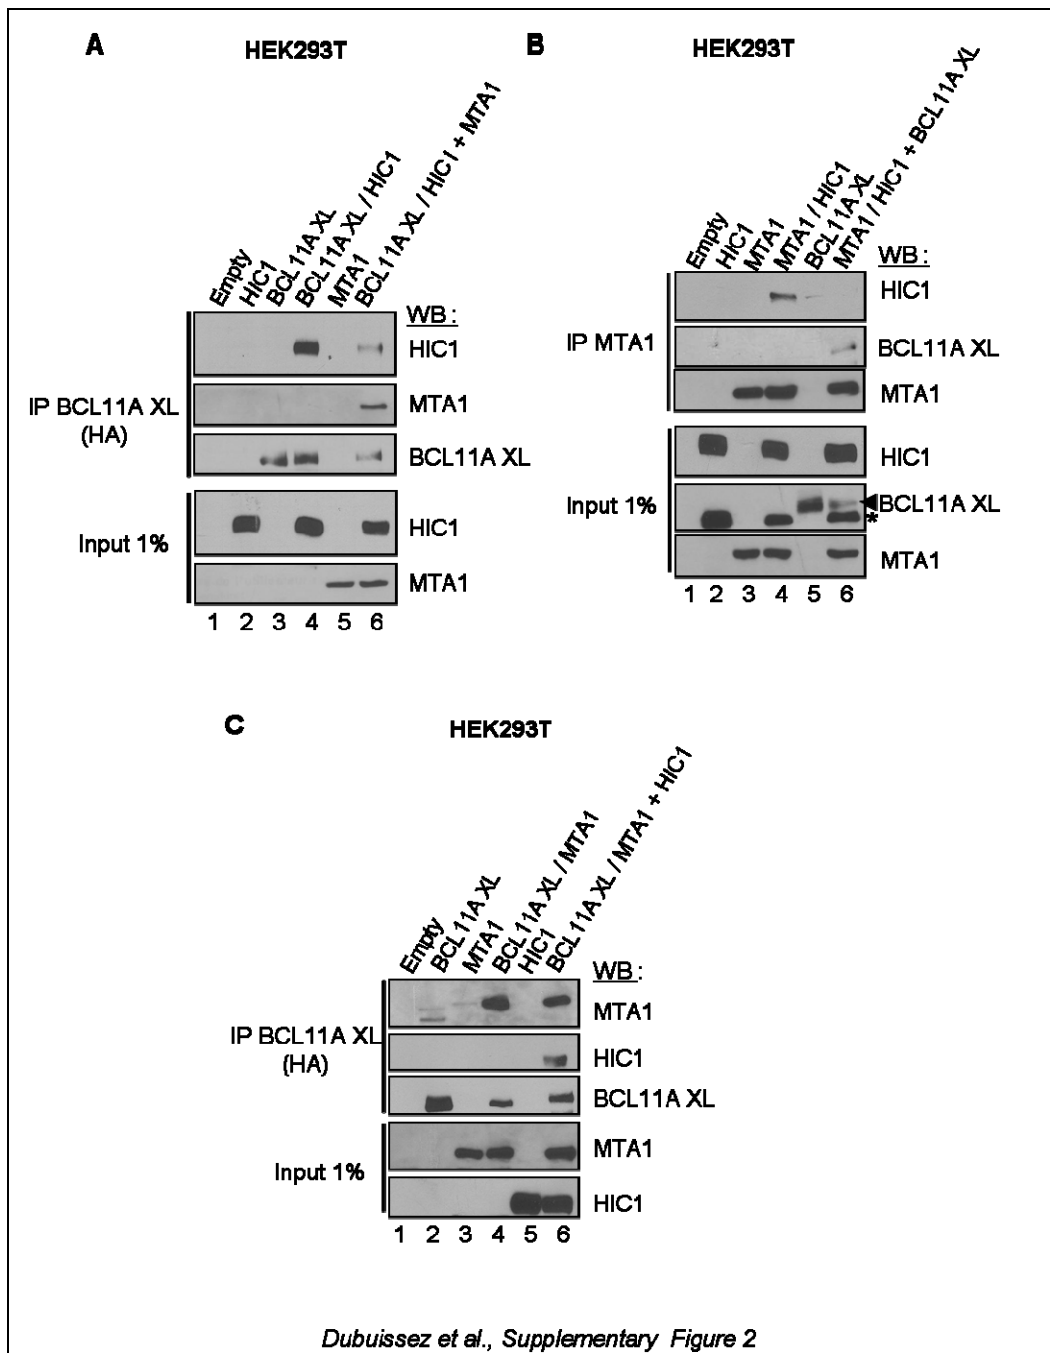 A
HEK293T
Empty
HIC1
BCL11A XL
BCL11A XL / HIC1
MTA1
BCL11A XL / HIC1 + MTA1
WB :
HIC1
MTA1
BCL11A XL
IP BCL11A XL
(HA)
HIC1
MTA1
Input 1%
1 2 3 4 5 6
B
HEK293T
Empty
HIC1
MTA1
MTA1 / HIC1
BCL11A XL
MTA1 / HIC1 + BCL11A XL
WB :
HIC1
IP MTA1
BCL11A XL
MTA1
HIC1
Input 1%
BCL11A XL
*
MTA1
1 2 3 4 5 6
C
HEK293T
Empty
BCL11A XL
MTA1
BCL11A XL / MTA1
HIC1
BCL11A XL / MTA1 + HIC1
WB :
MTA1
IP BCL11A XL
(HA)
HIC1
BCL11A XL
MTA1
Input 1%
HIC1
1 2 3 4 5 6
Dubuissez et al., Supplementary Figure 2